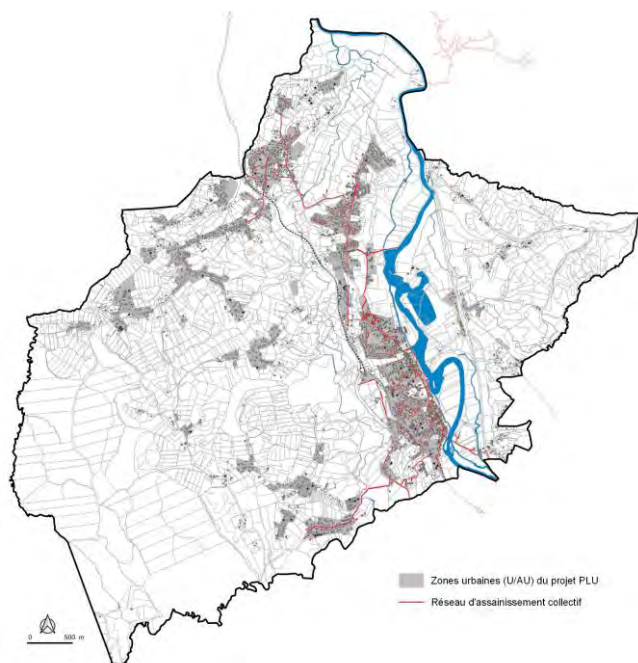 Zones urbaines (U/AU) du projet PLU
Réseau d'assainissement collectif
0 500 m